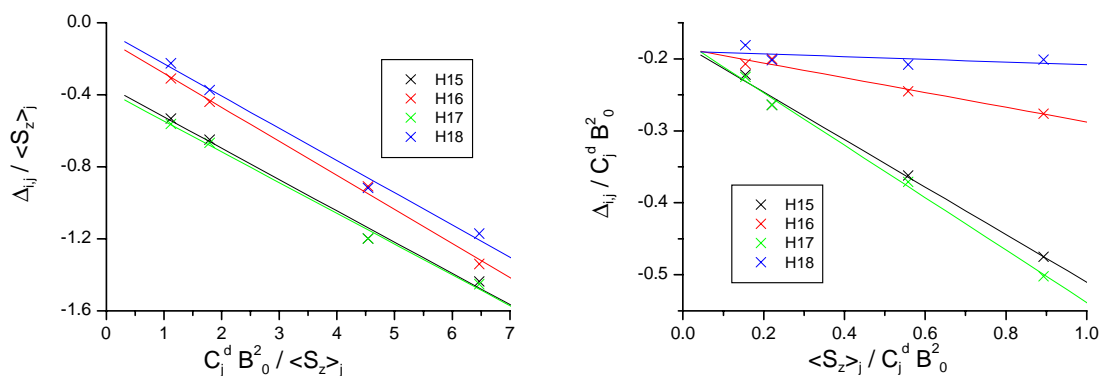 0.0
-0.4
-0.8
-1.2
-1.6
Δi,j / <Sz>j
H15
H16
H17
H18
0 1 2 3 4 5 6 7
Cjd B20 / <Sz>j
-0.2
-0.3
-0.4
-0.5
Δi,j / Cjd B20
H15
H16
H17
H18
0.0 0.2 0.4 0.6 0.8 1.0
<Sz>j / Cjd B20